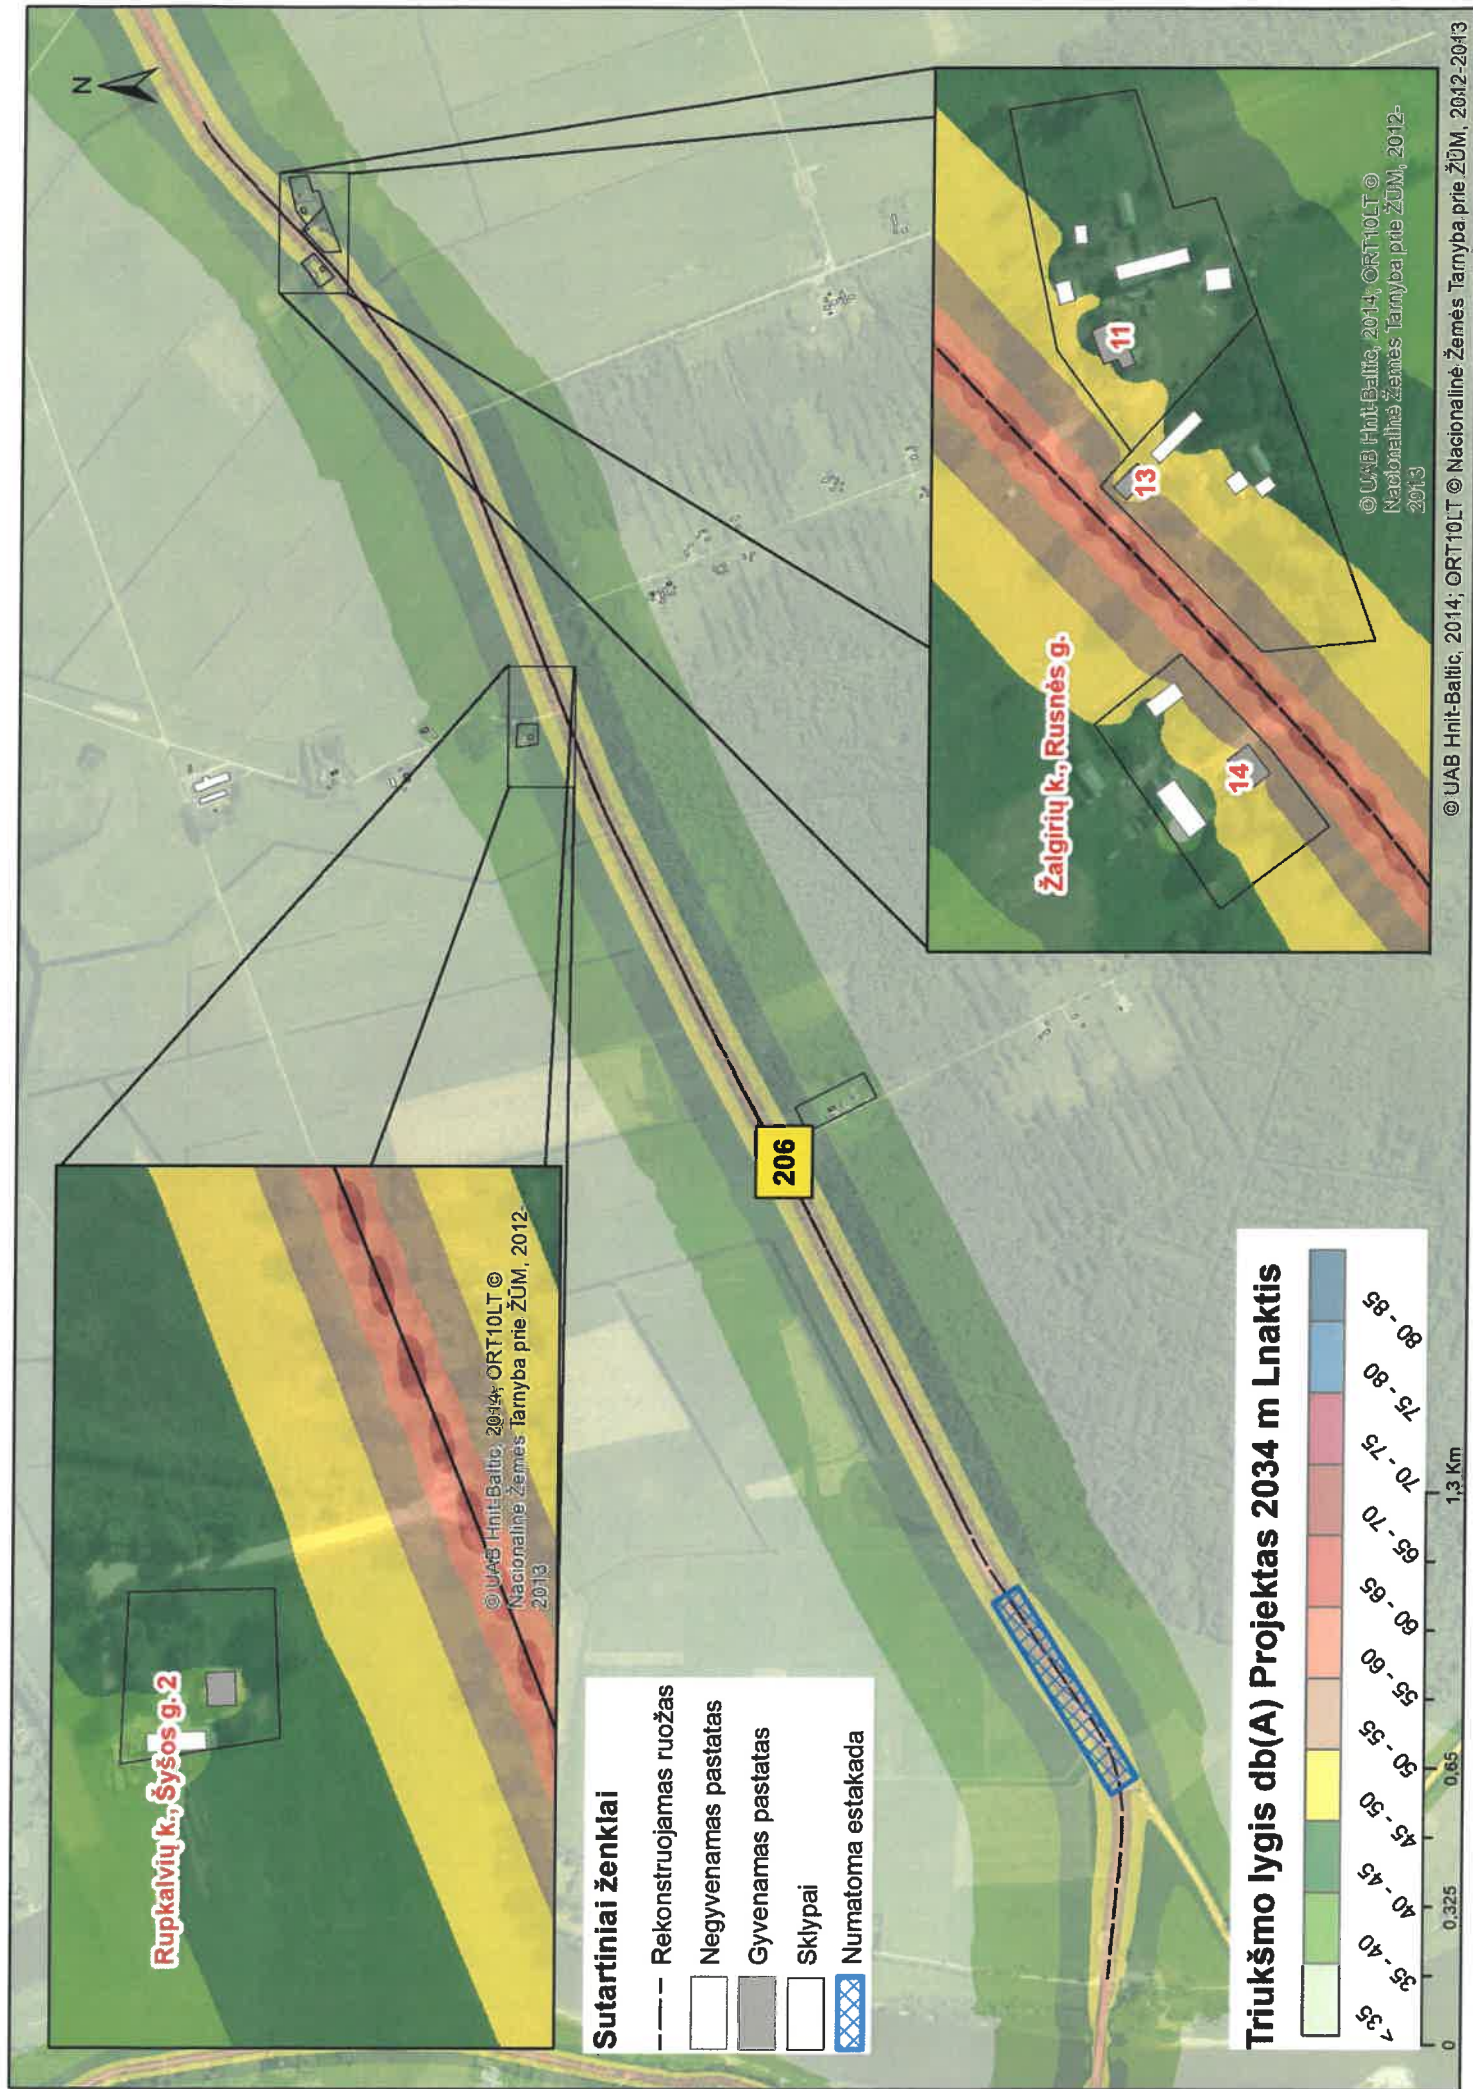 N
Rupkalvių k., Šyšos g. 2
© UAB Hnit-Baltic, 2014; ORT10LT ©
Nacionalinė Žemės Tarnyba prie ŽŪM, 2012-
2013
206
Žalgirių k., Rusnės g.
14
13
11
© UAB Hnit-Baltic, 2014; ORT10LT ©
Nacionalinė Žemės Tarnyba prie ŽŪM, 2012-
2013
Sutartiniai ženklai
Rekonstruojamas ruožas
Negyvenamas pastatas
Gyvenamas pastatas
Sklypai
Numatoma estakada
Triukšmo lygis db(A) Projektas 2034 m Lnaktis
< 35
35 - 40
40 - 45
45 - 50
50 - 55
55 - 60
60 - 65
65 - 70
70 - 75
75 - 80
80 - 85
0 0,325 0,65 1,3 Km
© UAB Hnit-Baltic, 2014; ORT10LT © Nacionalinė Žemės Tarnyba prie ŽŪM, 2012-2013